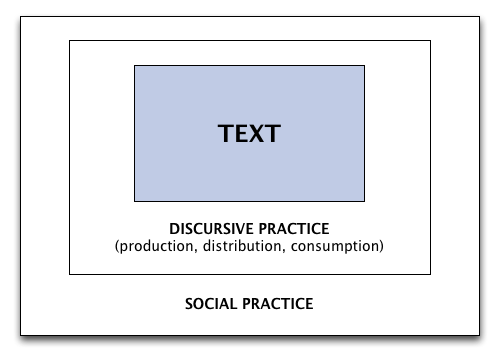 TEXT
DISCURSIVE PRACTICE
(production, distribution, consumption)
SOCIAL PRACTICE